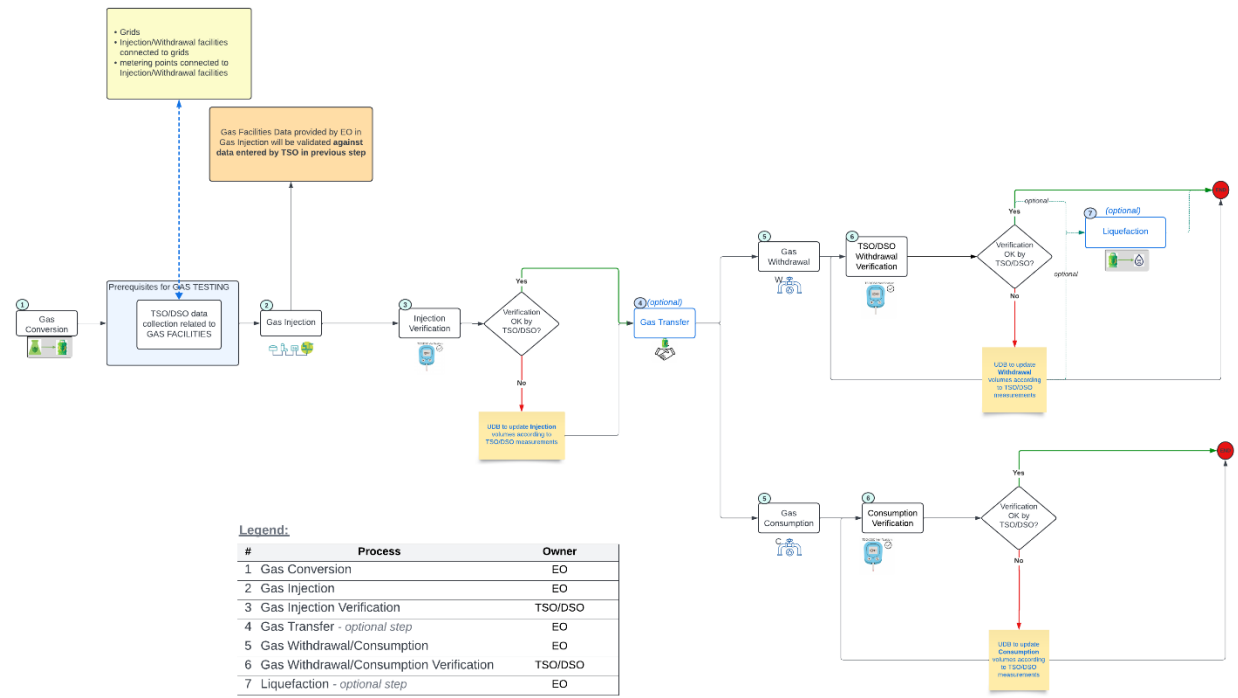 • Grids
• Injection/Withdrawal facilities
connected to grids
• metering points connected to
Injection/Withdrawal facilities
Gas Facilities Data provided by EO in
Gas Injection will be validated against
data entered by TSO in previous step
1
Gas
Conversion
Prerequisites for GAS TESTING
TSO/DSO data
collection related to
GAS FACILITIES
2
Gas Injection
3
Injection
Verification
Yes
Verification
OK by
TSO/DSO?
No
UDB to update Injection
volumes according to
TSO/DSO measurements
4
(optional)
Gas Transfer
5
Gas
Withdrawal
W
6
TSO/DSO
Withdrawal
Verification
Yes
Verification
OK by
TSO/DSO?
No
optional
optional
7
(optional)
Liquefaction
UDB to update
Withdrawal
volumes according
to TSO/DSO
measurements
5
Gas
Consumption
C
6
Consumption
Verification
Yes
Verification
OK by
TSO/DSO?
No
UDB to update
Consumption
volumes according
to TSO/DSO
measurements
Legend:
# Process Owner
1 Gas Conversion EO
2 Gas Injection EO
3 Gas Injection Verification TSO/DSO
4 Gas Transfer - optional step EO
5 Gas Withdrawal/Consumption EO
6 Gas Withdrawal/Consumption Verification TSO/DSO
7 Liquefaction - optional step EO